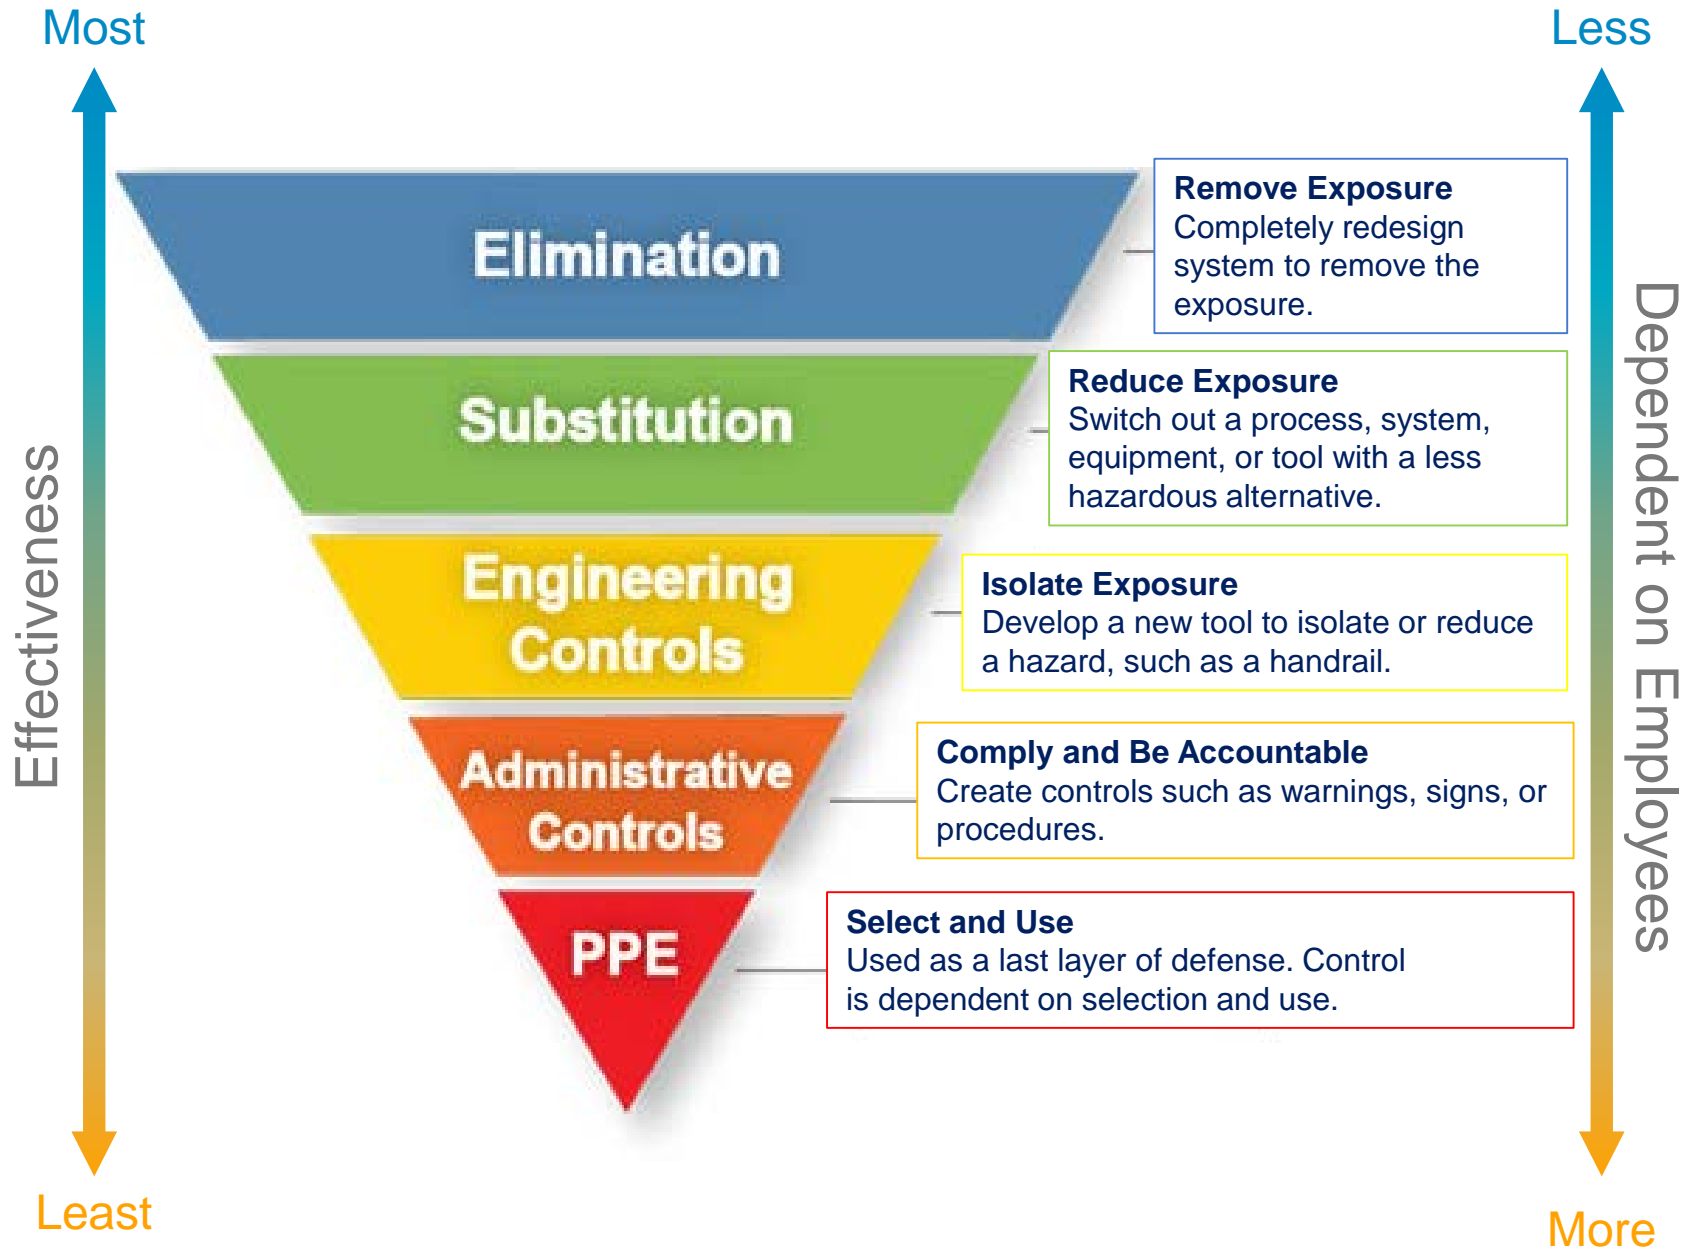 Most
Less
Effectiveness
Dependent on Employees
Elimination
Remove Exposure
Completely redesign
system to remove the
exposure.
Substitution
Reduce Exposure
Switch out a process, system,
equipment, or tool with a less
hazardous alternative.
Engineering
Controls
Isolate Exposure
Develop a new tool to isolate or reduce
a hazard, such as a handrail.
Administrative
Controls
Comply and Be Accountable
Create controls such as warnings, signs, or
procedures.
PPE
Select and Use
Used as a last layer of defense. Control
is dependent on selection and use.
Least
More